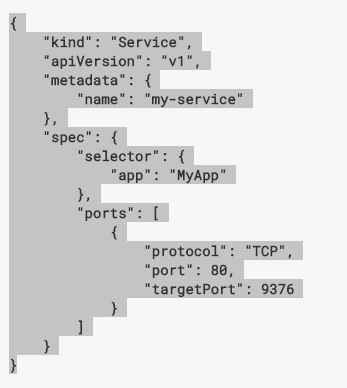 {
    "kind": "Service",
    "apiVersion": "v1",
    "metadata": {
        "name": "my-service"
    },
    "spec": {
        "selector": {
            "app": "MyApp"
        },
        "ports": [
            {
                "protocol": "TCP",
                "port": 80,
                "targetPort": 9376
            }
        ]
    }
}